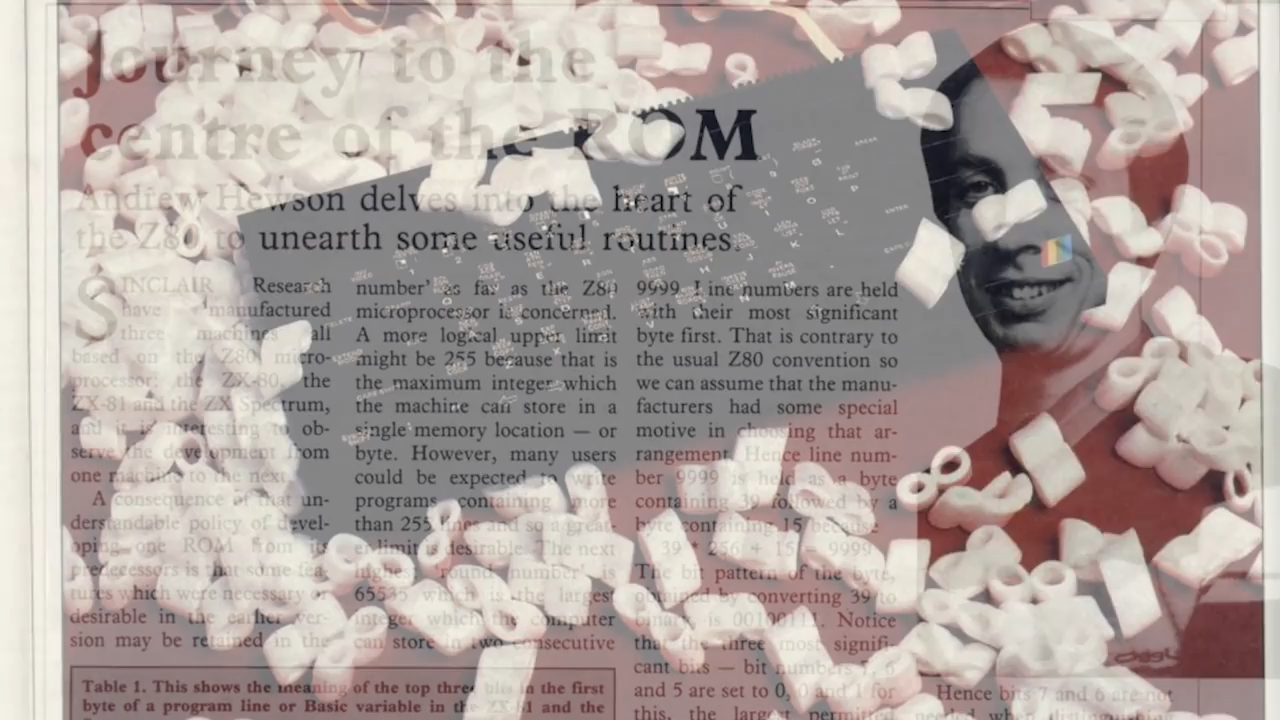 Journey to the
centre of the ROM
Andrew Hewson delves into the heart of
the Z80 to unearth some useful routines.
SINCLAIR Research
have manufactured
three machines all
based on the Z80 micro-
processor: the ZX-80, the
ZX-81 and the ZX Spectrum,
and it is interesting to ob-
serve the development from
one machine to the next.
A consequence of that un-
derstandable policy of devel-
oping one ROM from its
predecessors is that some fea-
tures which were necessary or
desirable in the earlier ver-
sion may be retained in the
number' as far as the Z80
microprocessor is concerned.
A more logical upper limit
might be 255 because that is
the maximum integer which
the machine can store in a
single memory location — or
byte. However, many users
could be expected to write
programs containing more
than 255 lines and so a great-
er limit is desirable. The next
highest 'round number' is
65535 which is the largest
integer which the computer
can store in two consecutive
9999. Line numbers are held
with their most significant
byte first. That is contrary to
the usual Z80 convention so
we can assume that the manu-
facturers had some special
motive in choosing that ar-
rangement. Hence line num-
ber 9999 is held as a byte
containing 39 followed by a
byte containing 15 because
39 * 256 + 15 = 9999
The bit pattern of the byte,
obtained by converting 39 to
binary is 00100111. Notice
that the three most signifi-
cant bits — bit numbers 7, 6
and 5 are set to 0, 0 and 1 for
this, the largest permitted
Hence bits 7 and 6 are not
needed when
Table 1. This shows the meaning of the top three bits in the first
byte of a program line or Basic variable in the ZX-81 and the